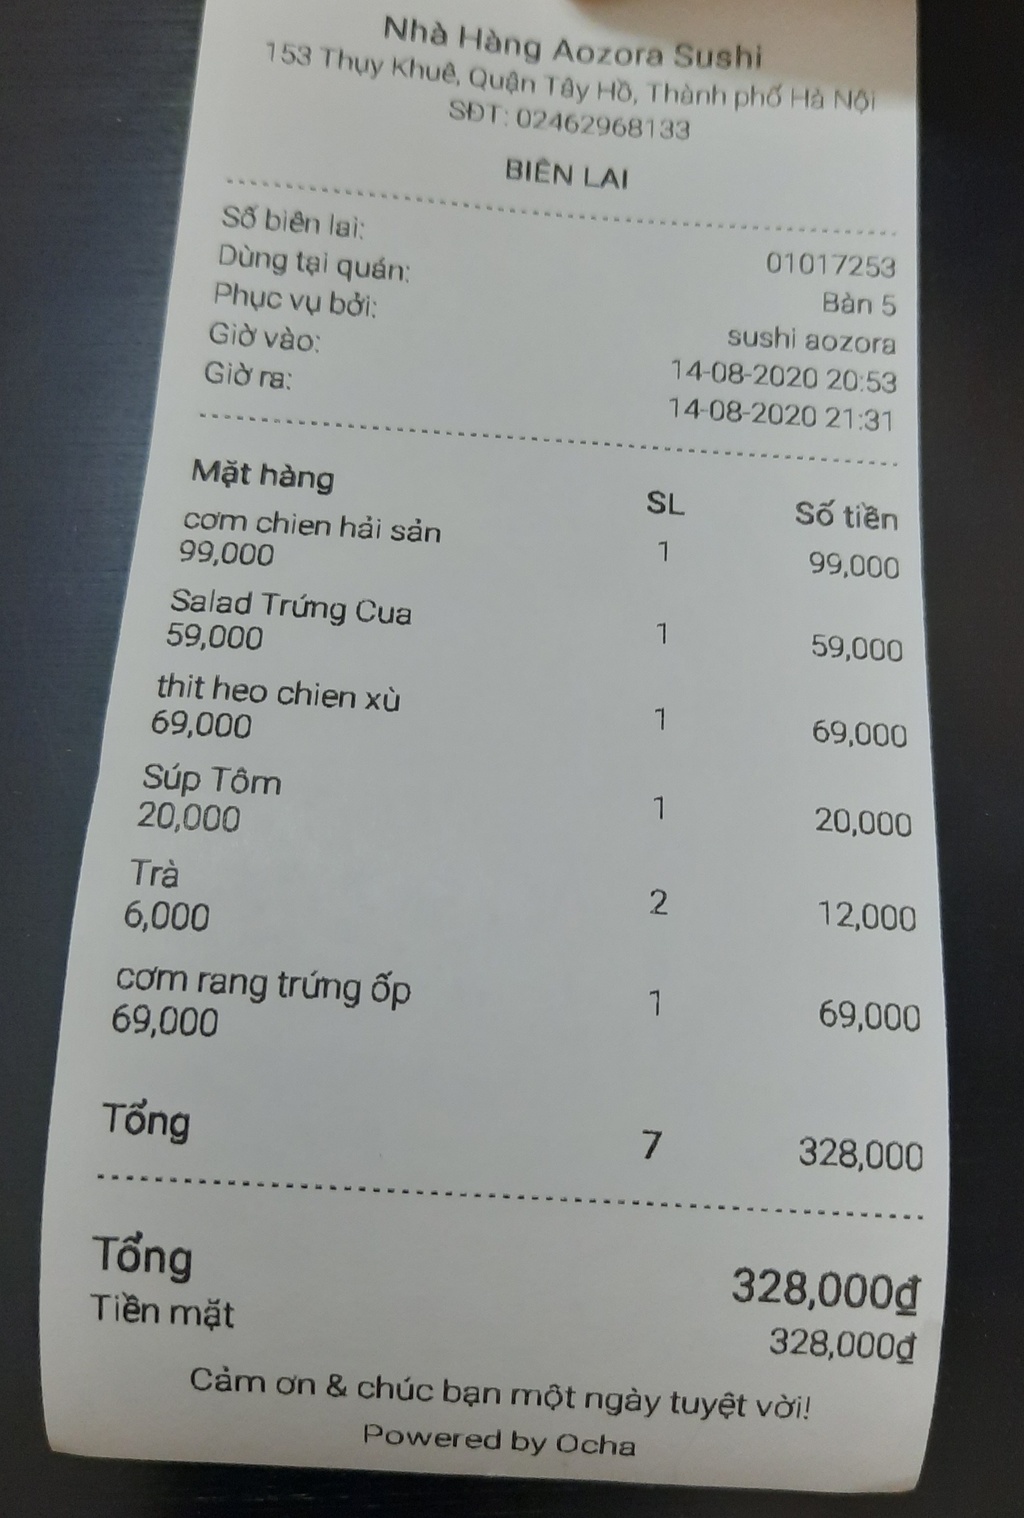 Nhà Hàng Aozora Sushi
153 Thụy Khuê, Quận Tây Hồ, Thành phố Hà Nội
SĐT: 02462968133
BIÊN LAI
Số biên lai: 01017253
Dùng tại quán: Bàn 5
Phục vụ bởi: sushi aozora
Giờ vào: 14-08-2020 20:53
Giờ ra: 14-08-2020 21:31
Mặt hàng SL Số tiền
cơm chien hải sản 1 99,000
99,000
Salad Trứng Cua 1 59,000
59,000
thit heo chien xù 1 69,000
69,000
Súp Tôm 1 20,000
20,000
Trà 2 12,000
6,000
cơm rang trứng ốp 1 69,000
69,000
Tổng 7 328,000
Tổng 328,000đ
Tiền mặt 328,000đ
Cảm ơn & chúc bạn một ngày tuyệt vời!
Powered by Ocha